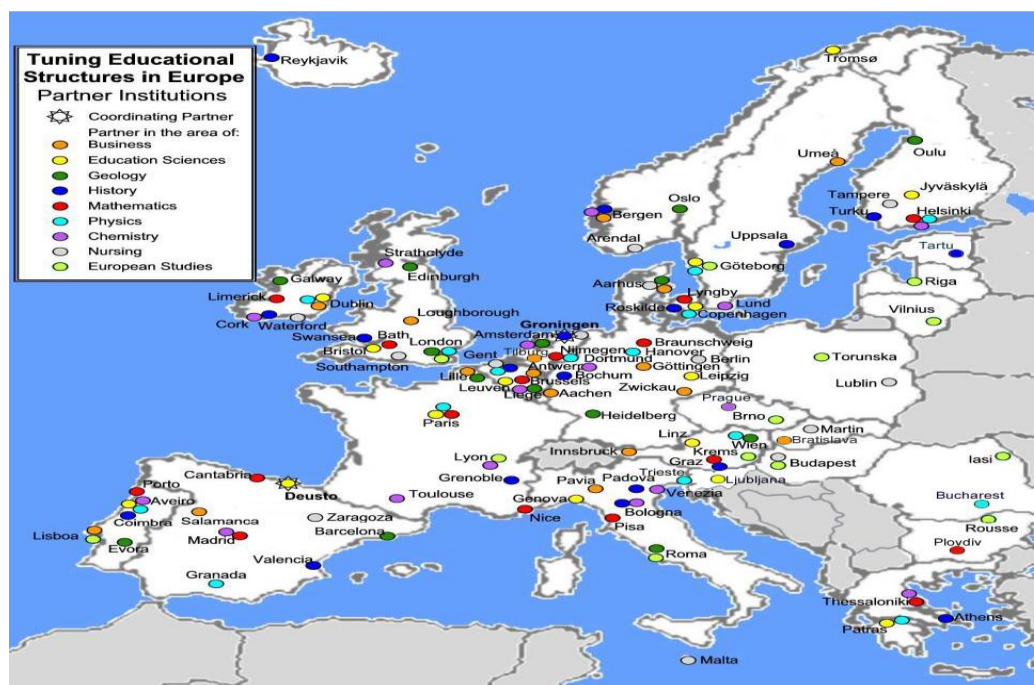 Tuning Educational
Structures in Europe
Partner Institutions
Coordinating Partner
Partner in the area of:
Business
Education Sciences
Geology
History
Mathematics
Physics
Chemistry
Nursing
European Studies
Reykjavik
Tromsø
Umeå
Oulu
Jyväskylä
Tampere
Turku
Helsinki
Oslo
Bergen
Arendal
Uppsala
Tartu
Göteborg
Riga
Strathclyde
Edinburgh
Galway
Aarhus
Lyngby
Limerick
Dublin
Roskilde
Lund
Copenhagen
Vilnius
Cork
Waterford
Loughborough
Groningen
Amsterdam
Swansea
Bath
London
Braunschweig
Bristol
Gent
Tilburg
Nijmegen
Hanover
Dortmund
Berlin
Torunska
Southampton
Antwerp
Göttingen
Lille
Bochum
Leipzig
Leuven
Brussels
Lublin
Liege
Aachen
Zwickau
Prague
Paris
Heidelberg
Brno
Martin
Linz
Wien
Bratislava
Lyon
Innsbruck
Krems
Iasi
Graz
Budapest
Cantabria
Grenoble
Trieste
Ljubljana
Porto
Deusto
Pavia
Padova
Aveiro
Toulouse
Genova
Venezia
Bucharest
Coimbra
Salamanca
Zaragoza
Nice
Bologna
Rousse
Lisboa
Madrid
Barcelona
Pisa
Plovdiv
Evora
Valencia
Roma
Granada
Thessaloniki
Athens
Patras
Malta